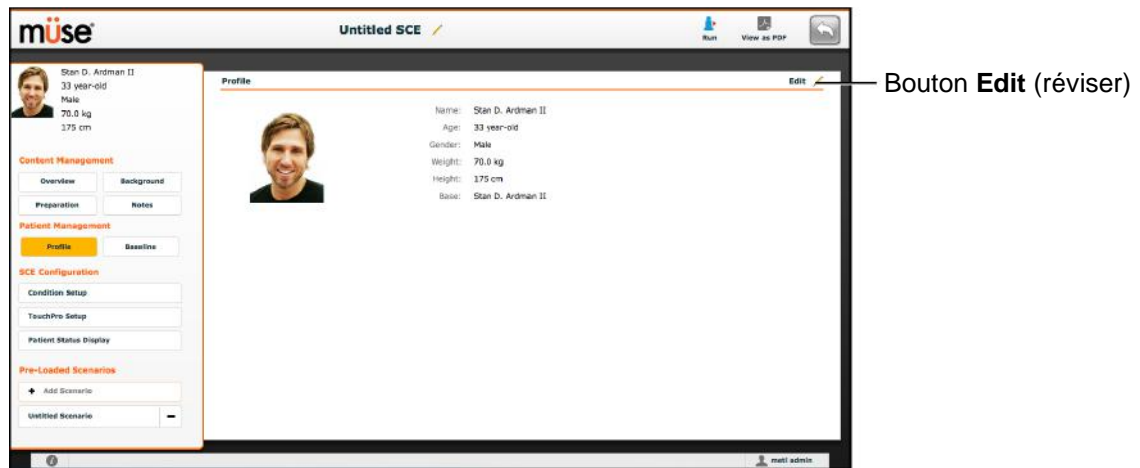 müse
Untitled SCE
Run
View as PDF
Stan D. Ardman II
33 year-old
Male
70.0 kg
175 cm
Content Management
Overview
Background
Preparation
Notes
Patient Management
Profile
Baseline
SCE Configuration
Condition Setup
TouchPro Setup
Patient Status Display
Pre-Loaded Scenarios
+ Add Scenario
Untitled Scenario
Profile
Edit
Name: Stan D. Ardman II
Age: 33 year-old
Gender: Male
Weight: 70.0 kg
Height: 175 cm
Base: Stan D. Ardman II
Bouton Edit (réviser)
meti admin